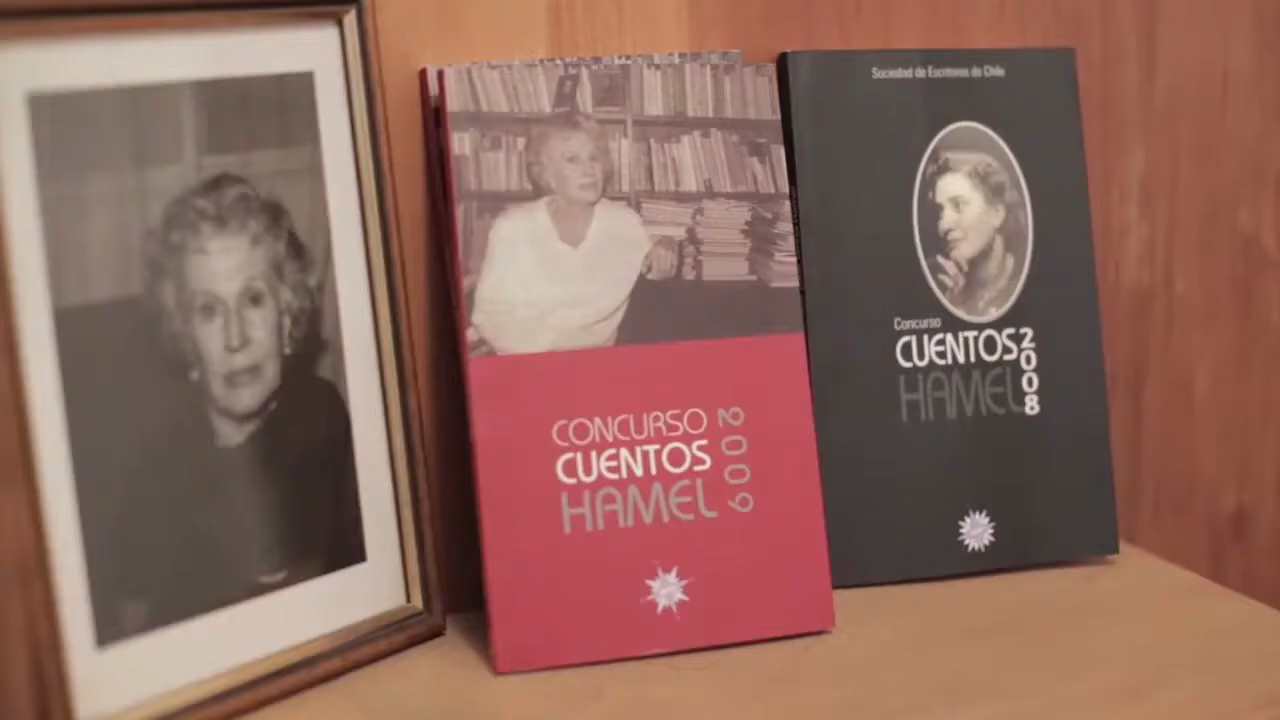 CONCURSO
CUENTOS
HAMEL
2009
Sociedad de Escritores de Chile
Concurso
CUENTOS
HAMEL
2008